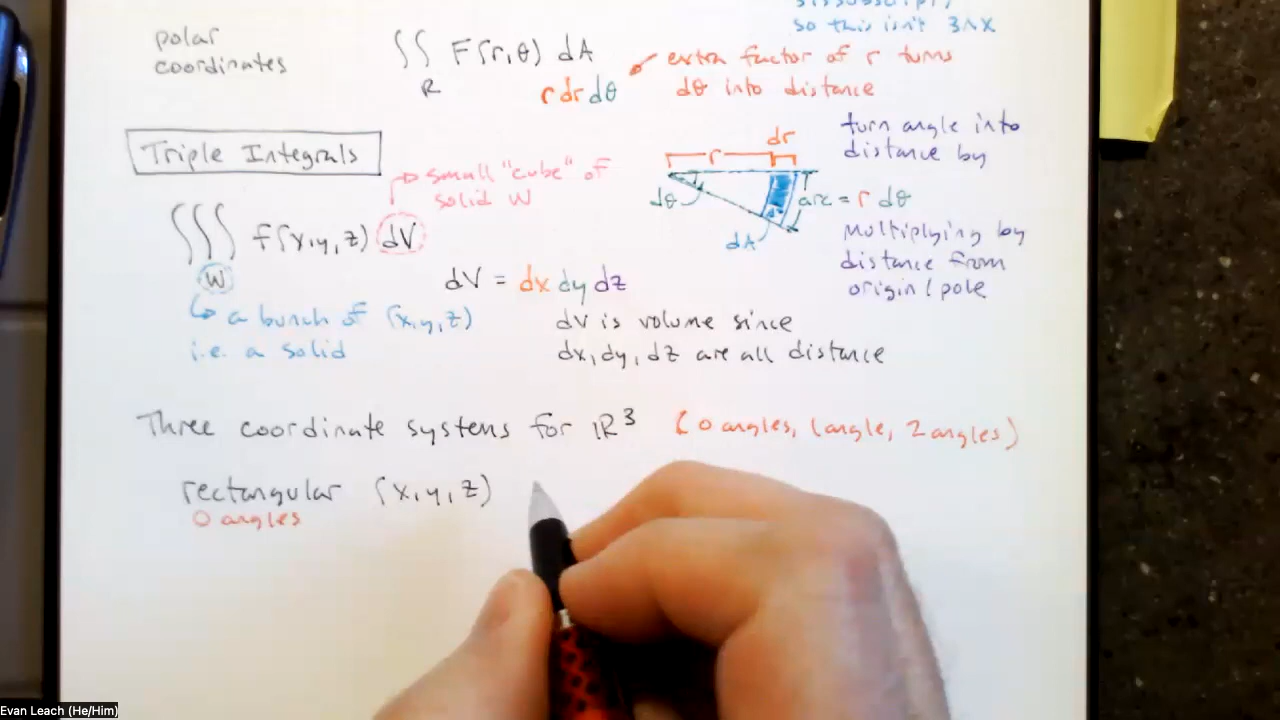 so this isn't 3ΛX
polar
coordinates
∬ F(r,θ) dA
R
r dr dθ
extra factor of r turns
dθ into distance
Triple Integrals
small "cube" of
solid W
∭ f(x,y,z) dV
W
a bunch of (x,y,z)
i.e. a solid
dV = dx dy dz
dV is volume since
dx, dy, dz are all distance
dr
r
dθ
arc = r dθ
dA
turn angle into
distance by
multiplying by
distance from
origin / pole
Three coordinate systems for ℝ³ (0 angles, 1 angle, 2 angles)
rectangular (x, y, z)
0 angles
Evan Leach (He/Him)